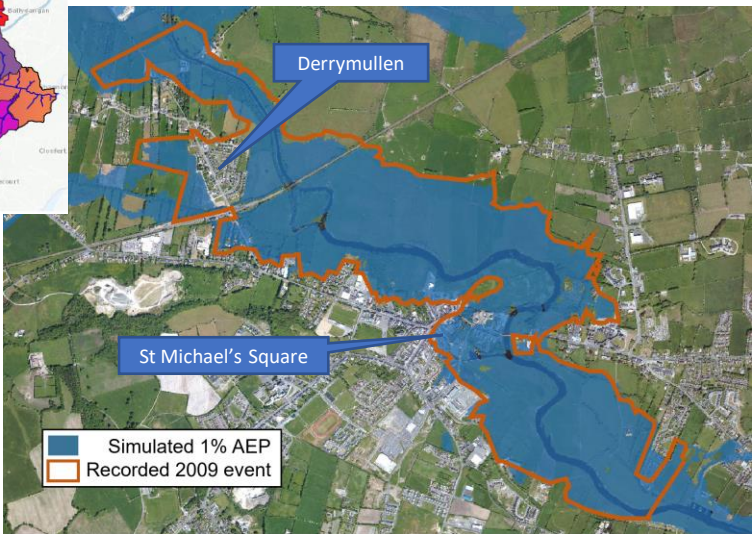 Derrymullen
St Michael's Square
Simulated 1% AEP
Recorded 2009 event